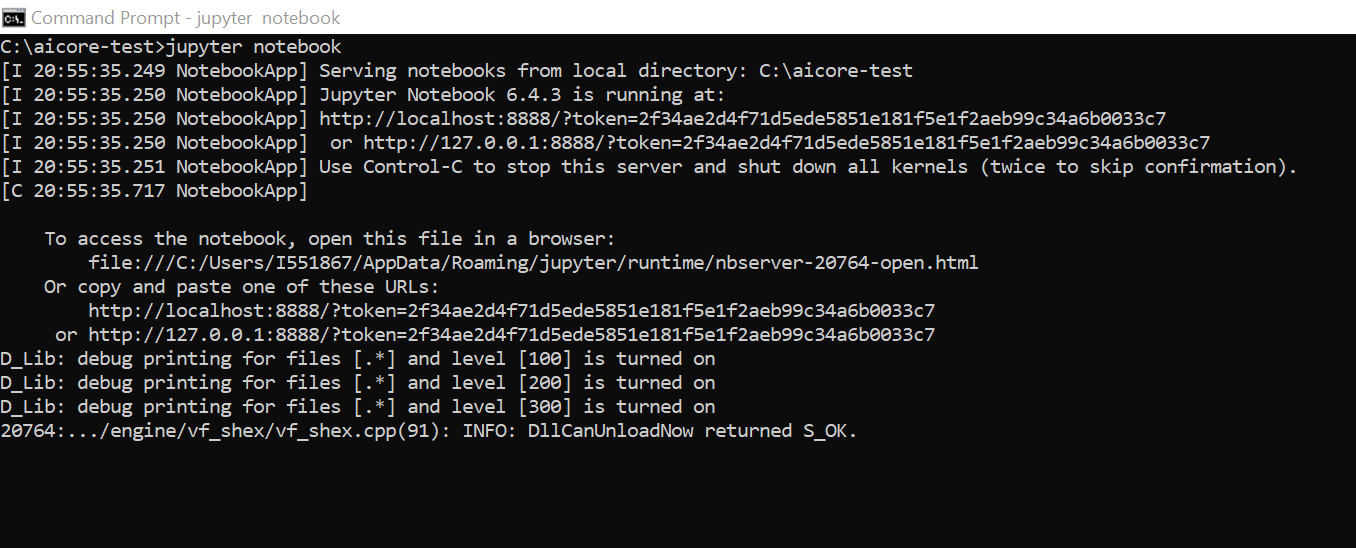 Command Prompt - jupyter  notebook
C:\aicore-test>jupyter notebook
[I 20:55:35.249 NotebookApp] Serving notebooks from local directory: C:\aicore-test
[I 20:55:35.250 NotebookApp] Jupyter Notebook 6.4.3 is running at:
[I 20:55:35.250 NotebookApp] http://localhost:8888/?token=2f34ae2d4f71d5ede5851e181f5e1f2aeb99c34a6b0033c7
[I 20:55:35.250 NotebookApp]  or http://127.0.0.1:8888/?token=2f34ae2d4f71d5ede5851e181f5e1f2aeb99c34a6b0033c7
[I 20:55:35.251 NotebookApp] Use Control-C to stop this server and shut down all kernels (twice to skip confirmation).
[C 20:55:35.717 NotebookApp]
    To access the notebook, open this file in a browser:
        file:///C:/Users/I551867/AppData/Roaming/jupyter/runtime/nbserver-20764-open.html
    Or copy and paste one of these URLs:
        http://localhost:8888/?token=2f34ae2d4f71d5ede5851e181f5e1f2aeb99c34a6b0033c7
     or http://127.0.0.1:8888/?token=2f34ae2d4f71d5ede5851e181f5e1f2aeb99c34a6b0033c7
D_Lib: debug printing for files [.*] and level [100] is turned on
D_Lib: debug printing for files [.*] and level [200] is turned on
D_Lib: debug printing for files [.*] and level [300] is turned on
20764:.../engine/vf_shex/vf_shex.cpp(91): INFO: DllCanUnloadNow returned S_OK.